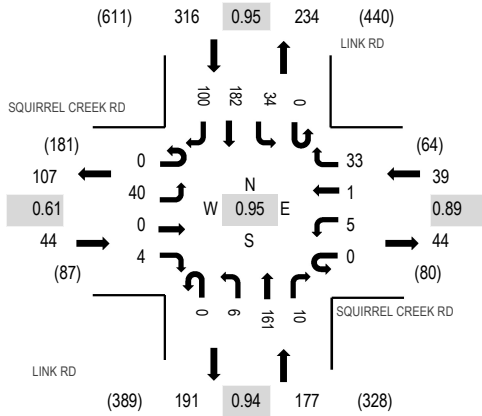 (611) 316 0.95 234 (440)
LINK RD
100 182 34 0
SQUIRREL CREEK RD
(181) (64)
107 0 33 39
40 N 1
0.61 W 0.95 E 0.89
0 5
44 S 44
4 0
(87) (80)
0 6 161 10
SQUIRREL CREEK RD
LINK RD
(389) 191 0.94 177 (328)